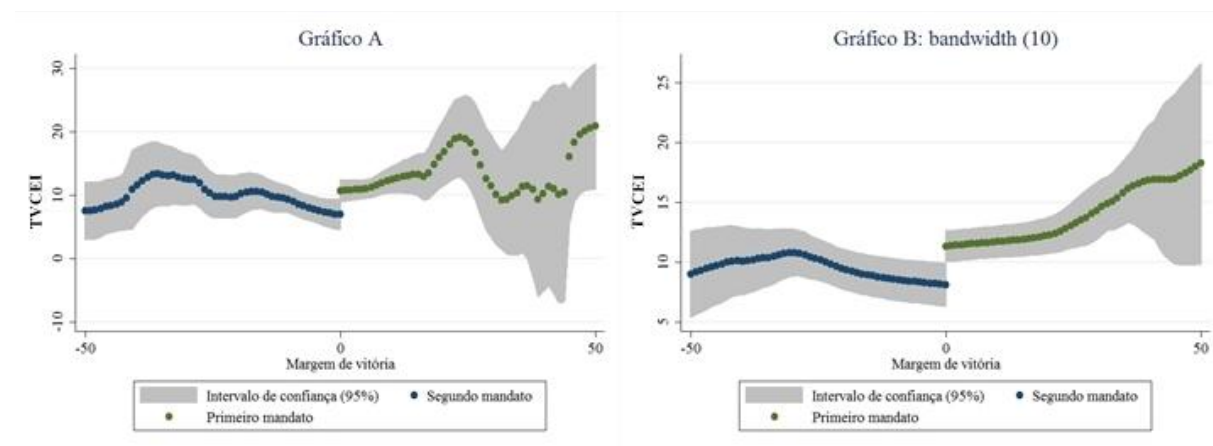 Gráfico A
TVCEI
30
20
10
0
-10
-50
0
50
Margem de vitória
Intervalo de confiança (95%)
Segundo mandato
Primeiro mandato
Gráfico B: bandwidth (10)
TVCEI
25
20
15
10
5
-50
0
50
Margem de vitória
Intervalo de confiança (95%)
Segundo mandato
Primeiro mandato